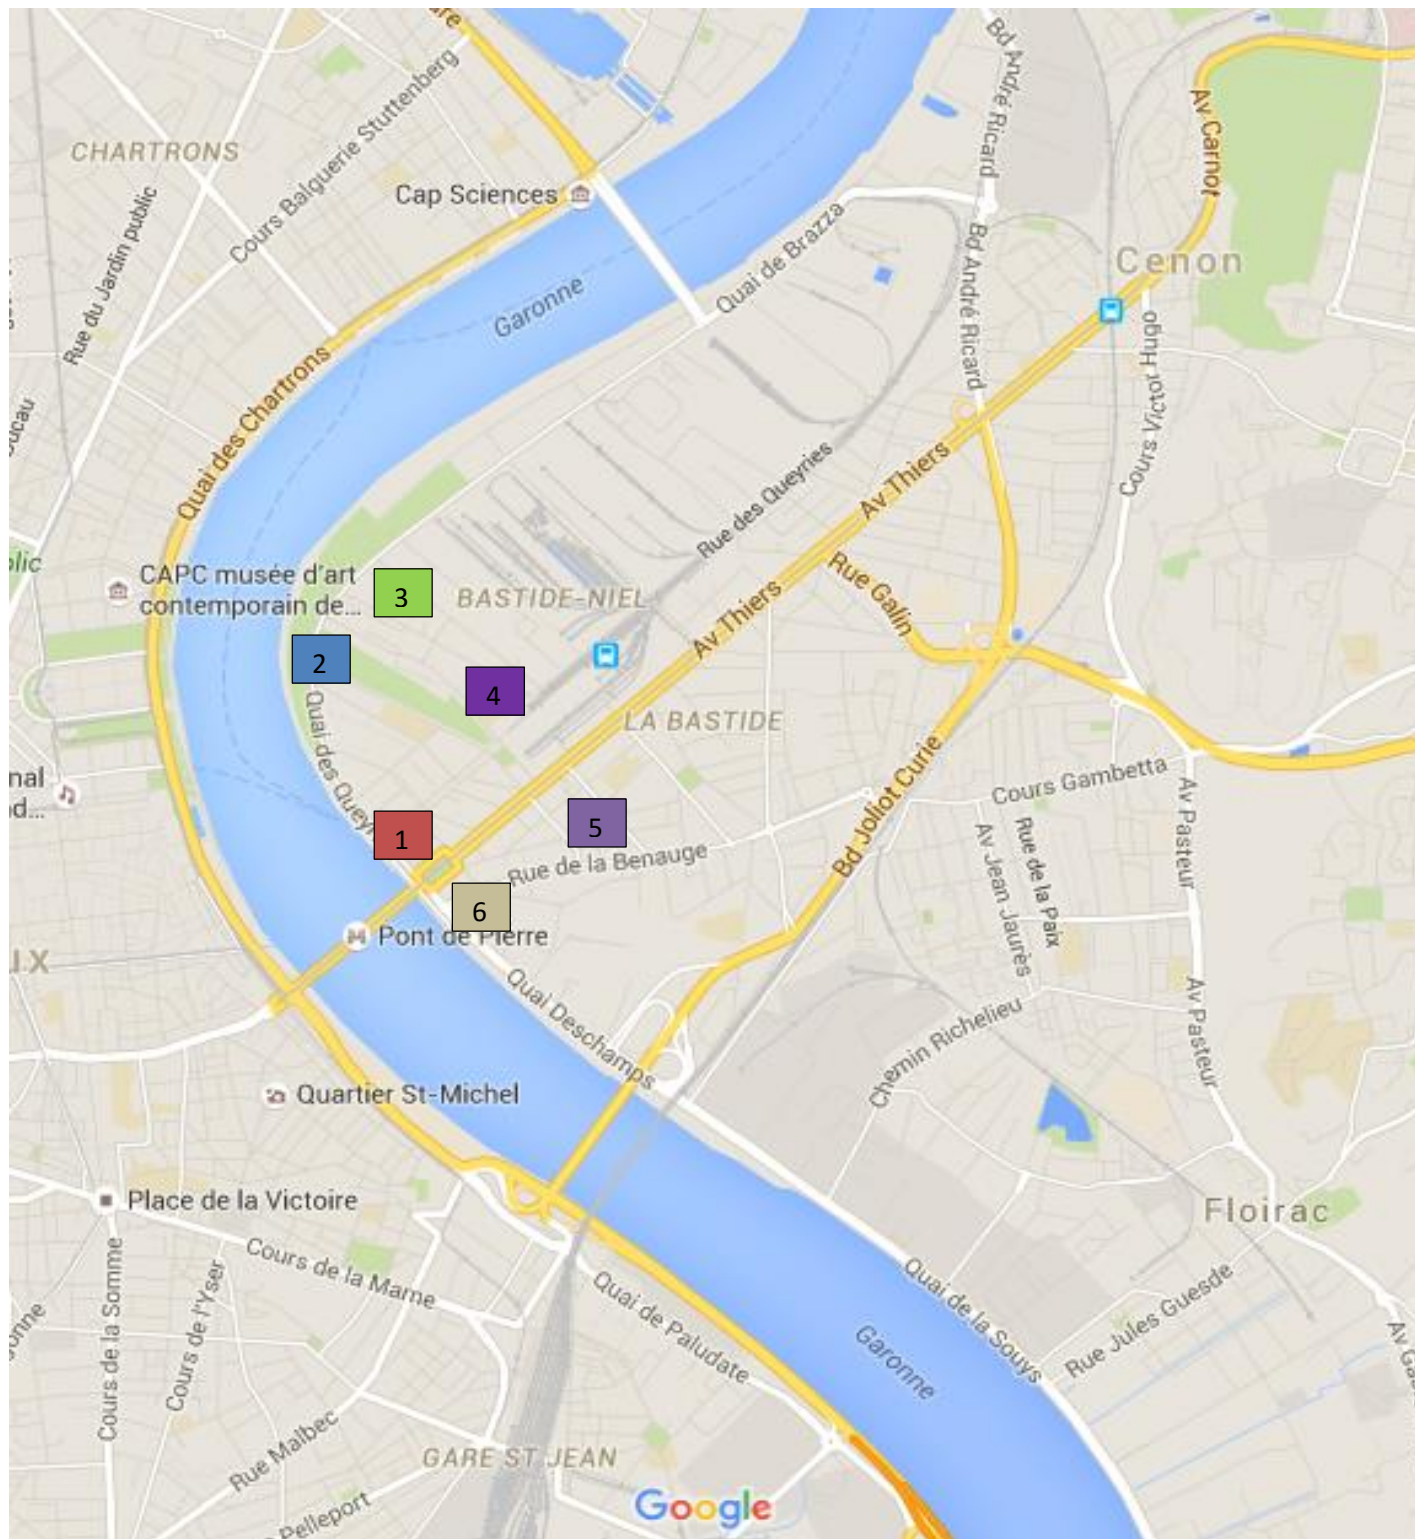 Bd André Ricard
Cours Balguerie Stuttenberg
CHARTRONS
Av Carnot
Cap Sciences
Rue du Jardin public
Quai de Brazza
Bd André Ricard
Cenon
Garonne
Cours Victor Hugo
Quai des Chartrons
Rue des Queyries
Av Thiers
CAPC musée d'art
contemporain de...
3
BASTIDE-NIEL
Rue Galin
Av Thiers
2
4
Quai des
LA BASTIDE
Bd Joliot Curie
Cours Gambetta
1
5
Rue de la Benauge
Av Pasteur
Rue de la Paix
Av Jean Jaurès
6
Pont de Pierre
Quai Deschamps
Av Pasteur
Chemin Richelieu
Quartier St-Michel
Place de la Victoire
Floirac
Cours de la Marne
Cours de la Somme
Cours de l'Yser
Quai de Paludate
Quai de la Souys
Rue Jules Guesde
Garonne
Rue Malbec
GARE ST JEAN
Google
Pelleport